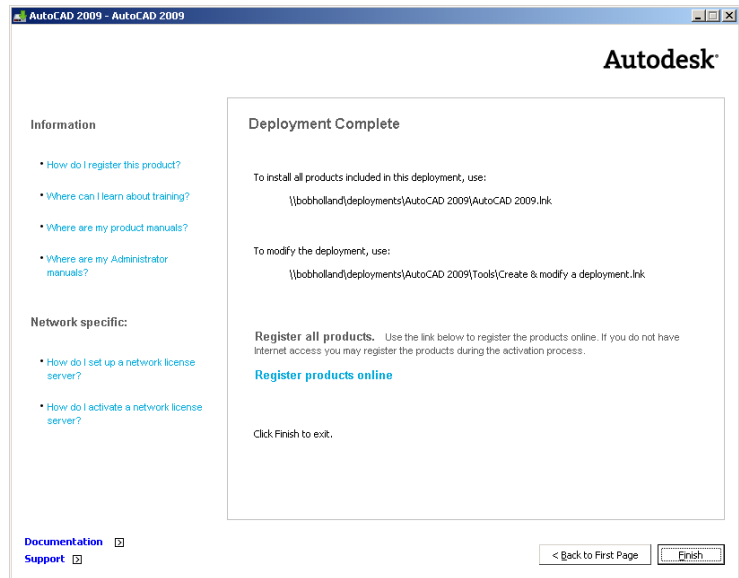 AutoCAD 2009 - AutoCAD 2009
Autodesk
Information
• How do I register this product?
• Where can I learn about training?
• Where are my product manuals?
• Where are my Administrator
manuals?
Network specific:
• How do I set up a network license
server?
• How do I activate a network license
server?
Documentation
Support
Deployment Complete
To install all products included in this deployment, use:
\\bobholland\deployments\AutoCAD 2009\AutoCAD 2009.lnk
To modify the deployment, use:
\\bobholland\deployments\AutoCAD 2009\Tools\Create & modify a deployment.lnk
Register all products. Use the link below to register the products online. If you do not have
Internet access you may register the products during the activation process.
Register products online
Click Finish to exit.
< Back to First Page
Finish